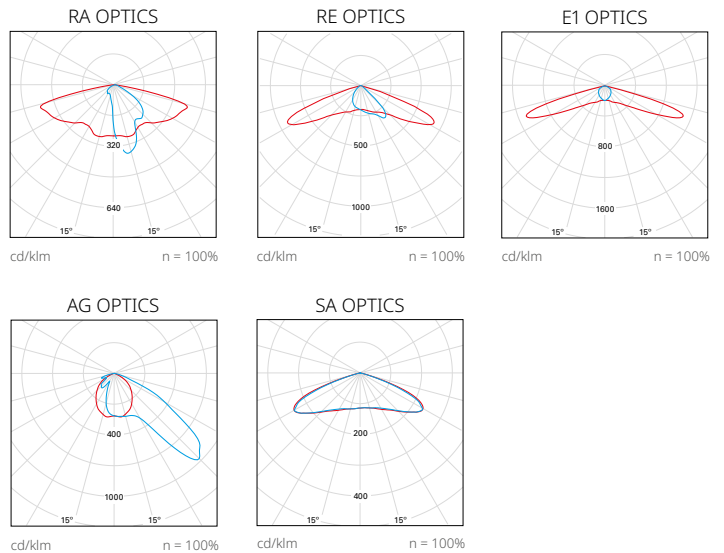 RA OPTICS
RE OPTICS
E1 OPTICS
320
640
15°
15°
500
1000
15°
15°
800
1600
15°
15°
cd/klm
n = 100%
cd/klm
n = 100%
cd/klm
n = 100%
AG OPTICS
SA OPTICS
400
1000
15°
15°
200
400
15°
15°
cd/klm
n = 100%
cd/klm
n = 100%